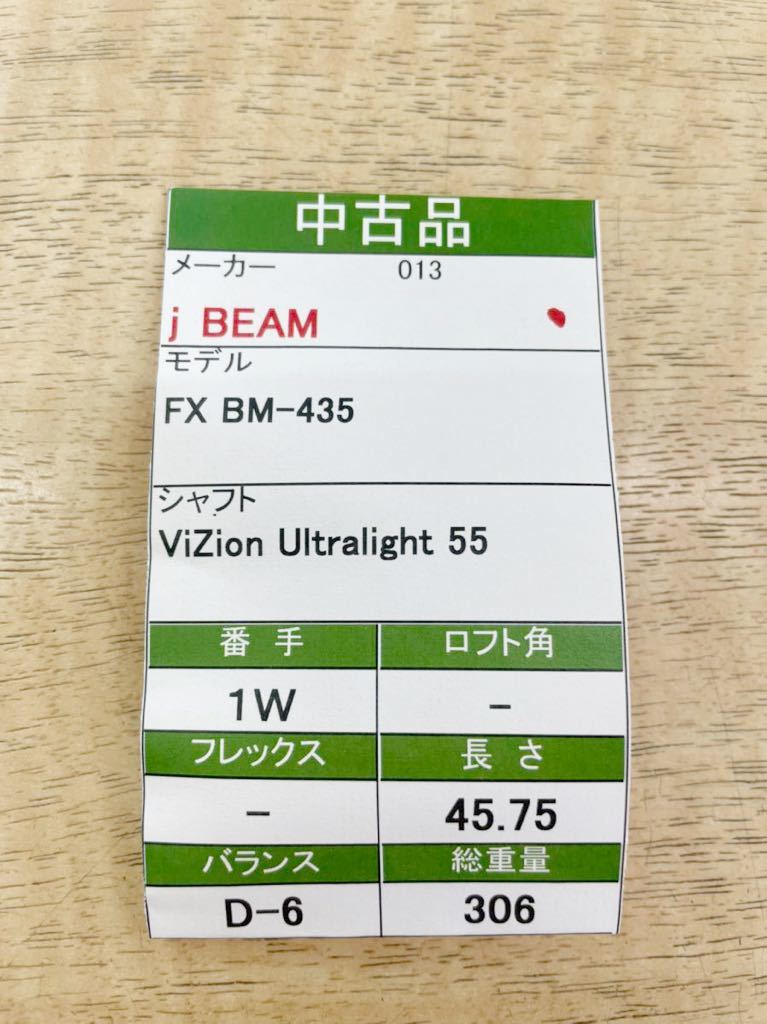 中古品
メーカー 013
j BEAM
モデル
FX BM-435
シャフト
ViZion Ultralight 55
番手 ロフト角
1W -
フレックス 長さ
- 45.75
バランス 総重量
D-6 306